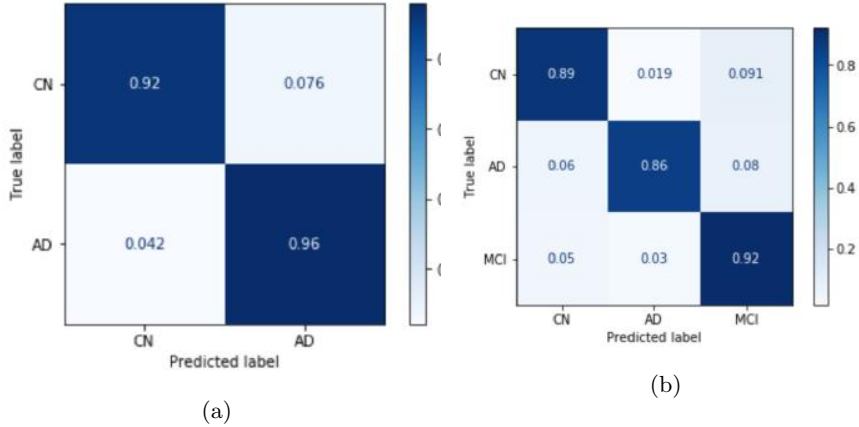 CN
0.92
0.076
True label
AD
0.042
0.96
CN
AD
Predicted label
(a)
CN
0.89
0.019
0.091
0.8
True label
AD
0.06
0.86
0.08
0.6
0.4
MCI
0.05
0.03
0.92
0.2
CN
AD
MCI
Predicted label
(b)